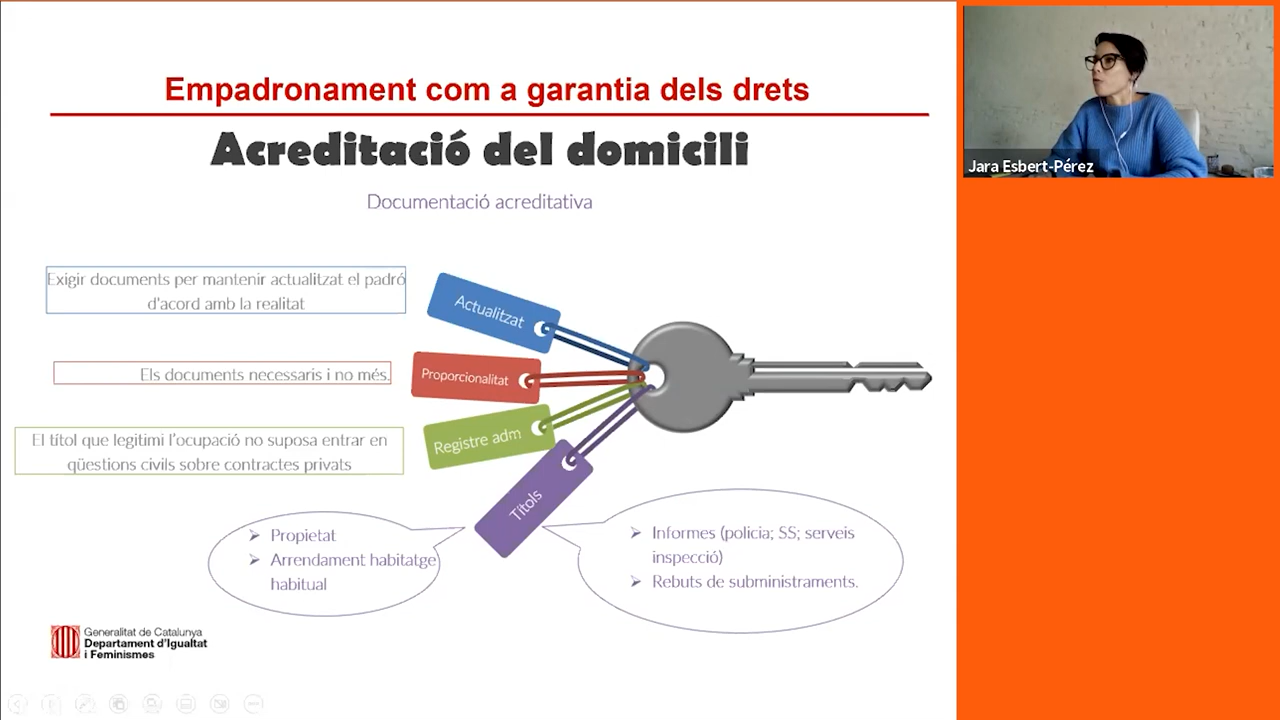 Empadronament com a garantia dels drets
Acreditació del domicili
Documentació acreditativa
Exigir documents per mantenir actualitzat el padró
d'acord amb la realitat
Actualitzat
Els documents necessaris i no més.
Proporcionalitat
El títol que legitimi l'ocupació no suposa entrar en
qüestions civils sobre contractes privats
Registre adm
Títols
Propietat
Arrendament habitatge
habitual
Informes (policia; SS; serveis
inspecció)
Rebuts de subministraments.
Generalitat de Catalunya
Departament d'Igualtat
i Feminismes
Jara Esbert-Pérez